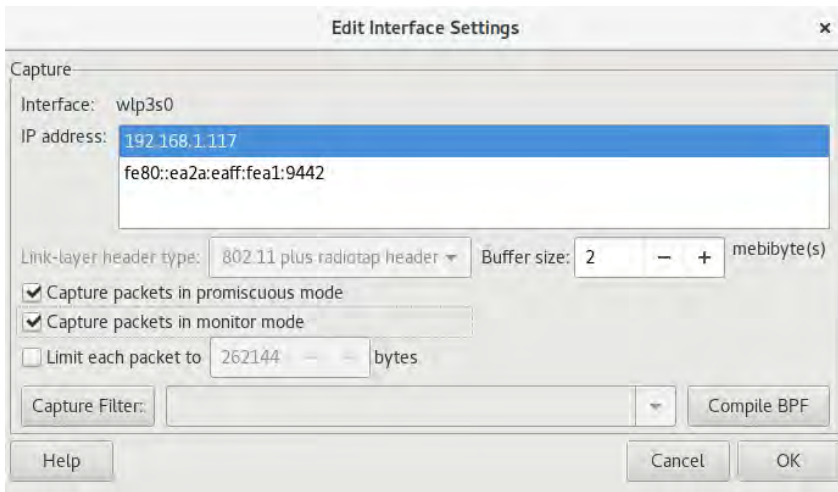 Edit Interface Settings ×
Capture
Interface: wlp3s0
IP address: 192.168.1.117
fe80::ea2a:eaff:fea1:9442
Link-layer header type: 802.11 plus radiotap header Buffer size: 2 − + mebibyte(s)
Capture packets in promiscuous mode
Capture packets in monitor mode
Limit each packet to 262144 − − bytes
Capture Filter: Compile BPF
Help Cancel OK